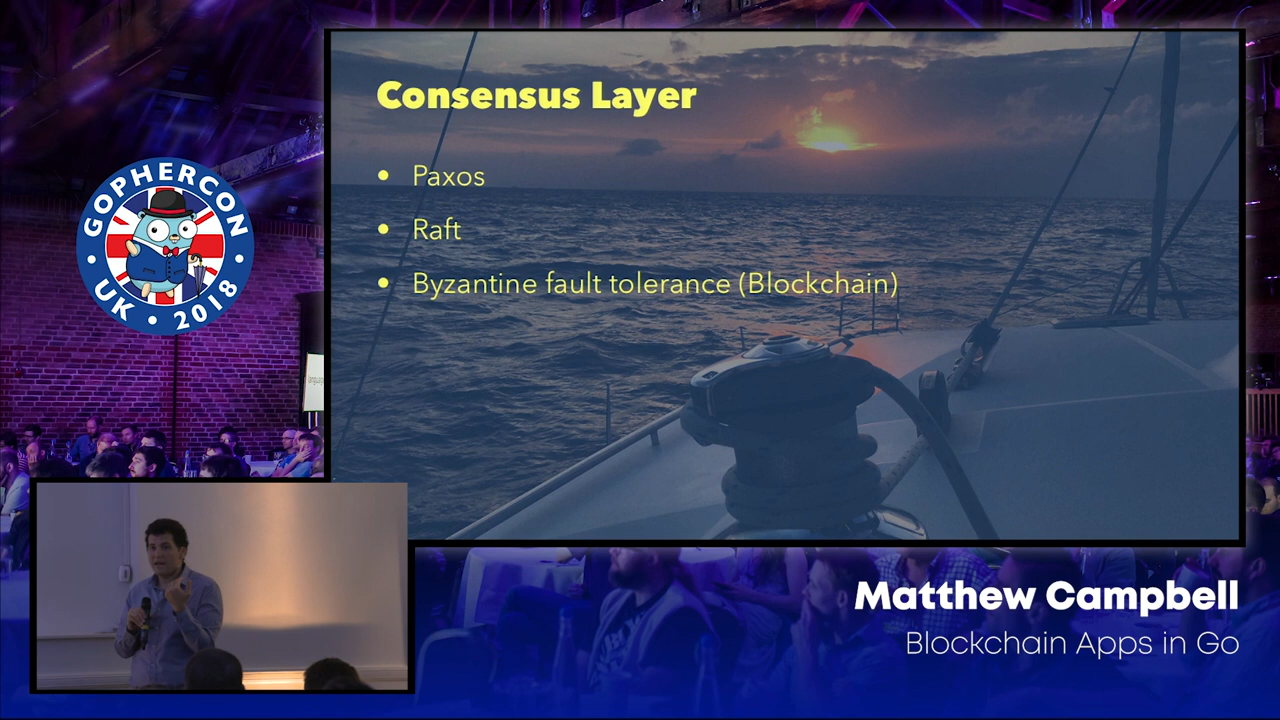 GOPHERCON
UK • 2018
Consensus Layer
• Paxos
• Raft
• Byzantine fault tolerance (Blockchain)
Matthew Campbell
Blockchain Apps in Go